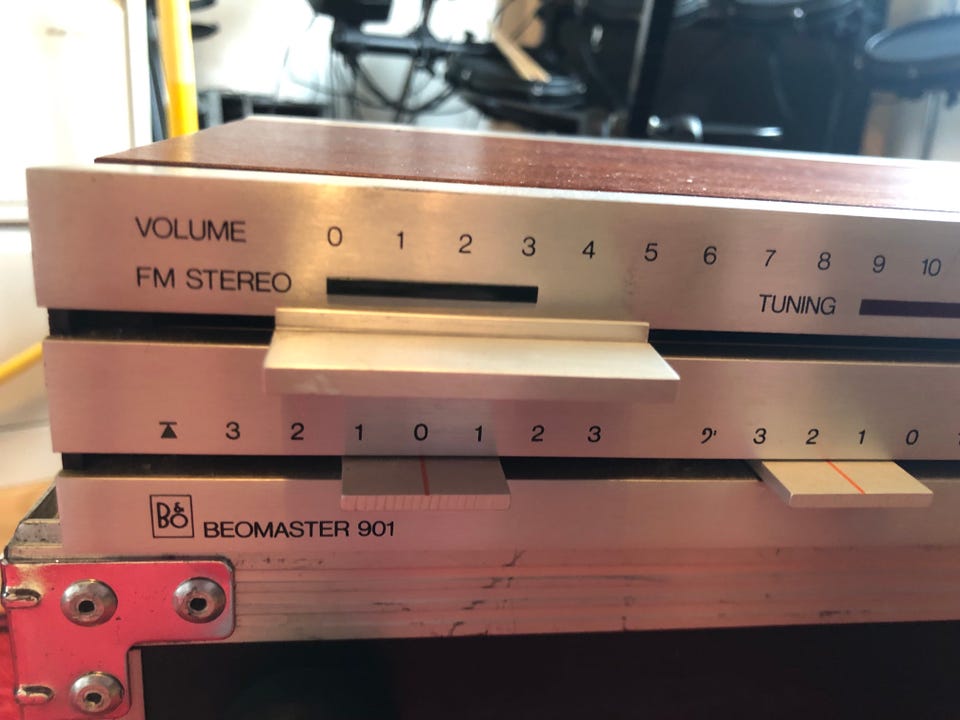 VOLUME 0 1 2 3 4 5 6 7 8 9 10
FM STEREO TUNING
3 2 1 0 1 2 3 3 2 1 0
B&O BEOMASTER 901